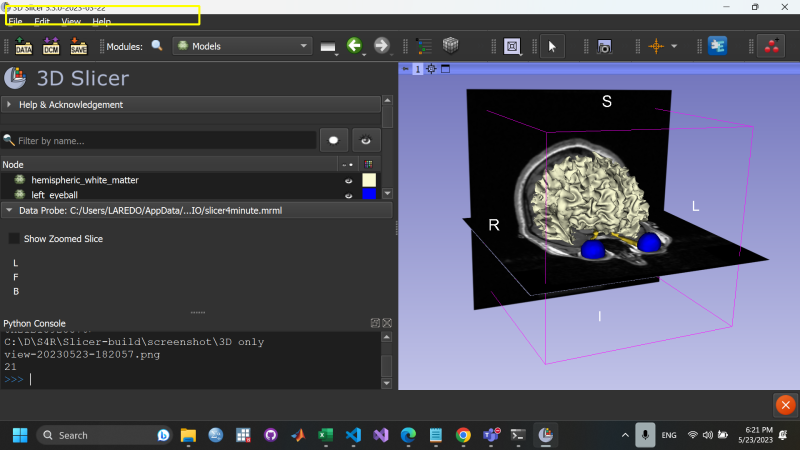 3D Slicer 5.3.0-2023-05-22
File Edit View Help
DATA DCM SAVE Modules: Models
1
3D Slicer
Help & Acknowledgement
Filter by name...
Node
hemispheric_white_matter
left eyeball
Data Probe: C:/Users/LAREDO/AppData/...IO/slicer4minute.mrml
Show Zoomed Slice
L
F
B
S
R
L
I
Python Console
C:\D\S4R\Slicer-build\screenshot\3D only
view-20230523-182057.png
21
>>>
Search
ENG
6:21 PM
5/23/2023